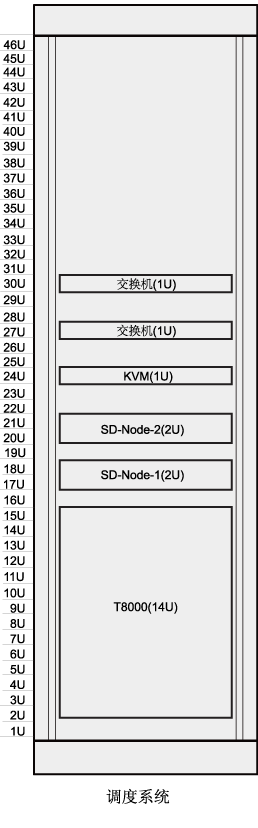 46U
45U
44U
43U
42U
41U
40U
39U
38U
37U
36U
35U
34U
33U
32U
31U
30U 交换机(1U)
29U
28U
27U 交换机(1U)
26U
25U
24U KVM(1U)
23U
22U
21U
SD-Node-2(2U)
20U
19U
18U
SD-Node-1(2U)
17U
16U
15U
14U
13U
12U
11U
10U
9U T8000(14U)
8U
7U
6U
5U
4U
3U
2U
1U
调度系统